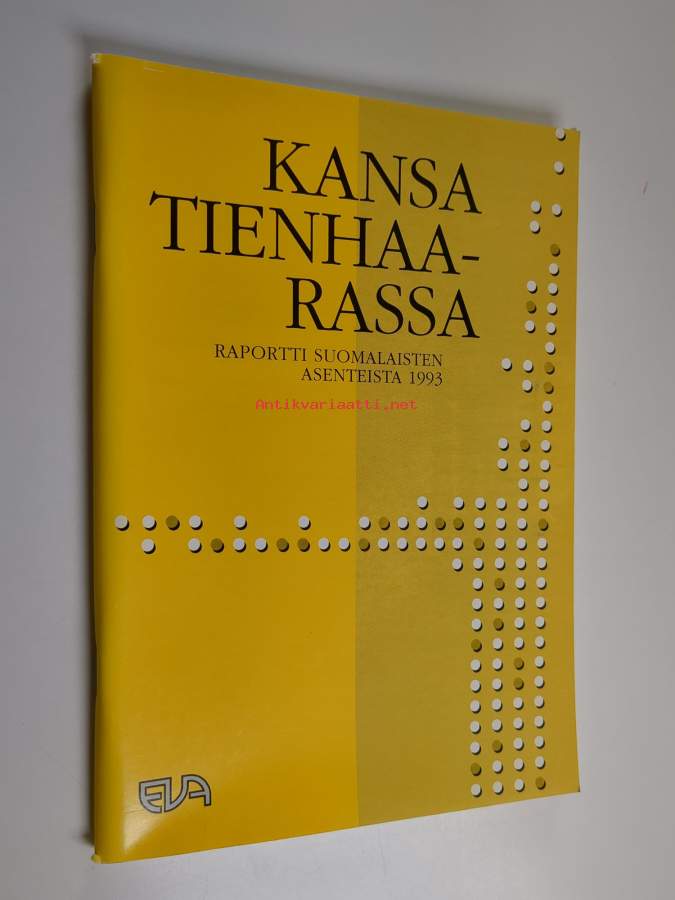 KANSA
TIENHAA-
RASSA
RAPORTTI SUOMALAISTEN
ASENTEISTA 1993
Antikvariaatti.net
EVA